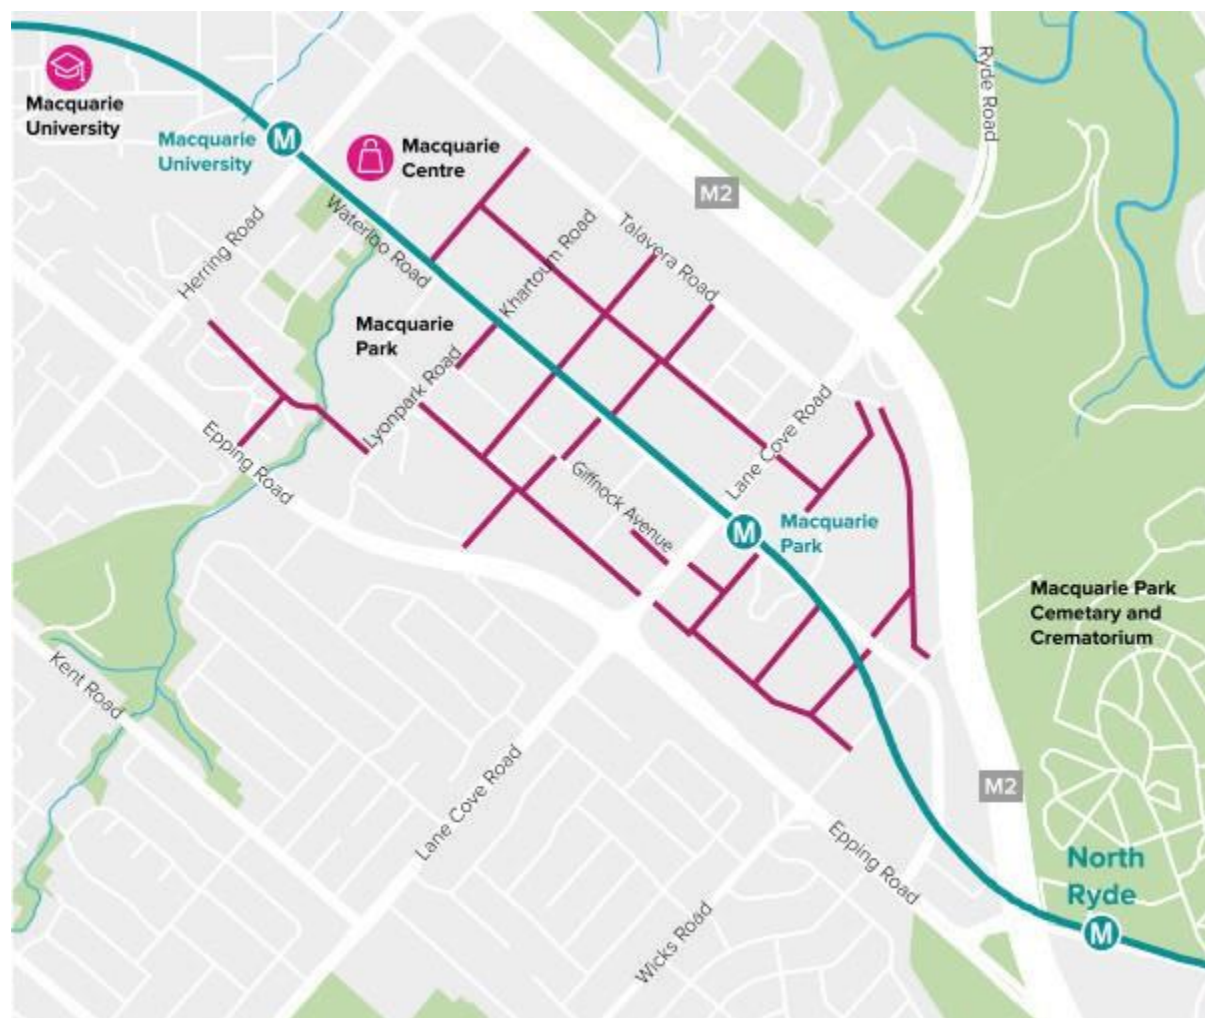 Ryde Road
Macquarie
University
M
Macquarie
University
Macquarie
Centre
M2
Herring Road
Waterloo Road
Khartoum Road
Talavera Road
Macquarie
Park
Lyonpark Road
Epping Road
Giffnock Avenue
Lane Cove Road
M
Macquarie
Park
Macquarie Park
Cemetary and
Crematorium
Kent Road
Lane Cove Road
M2
Epping Road
North
Ryde
M
Wicks Road